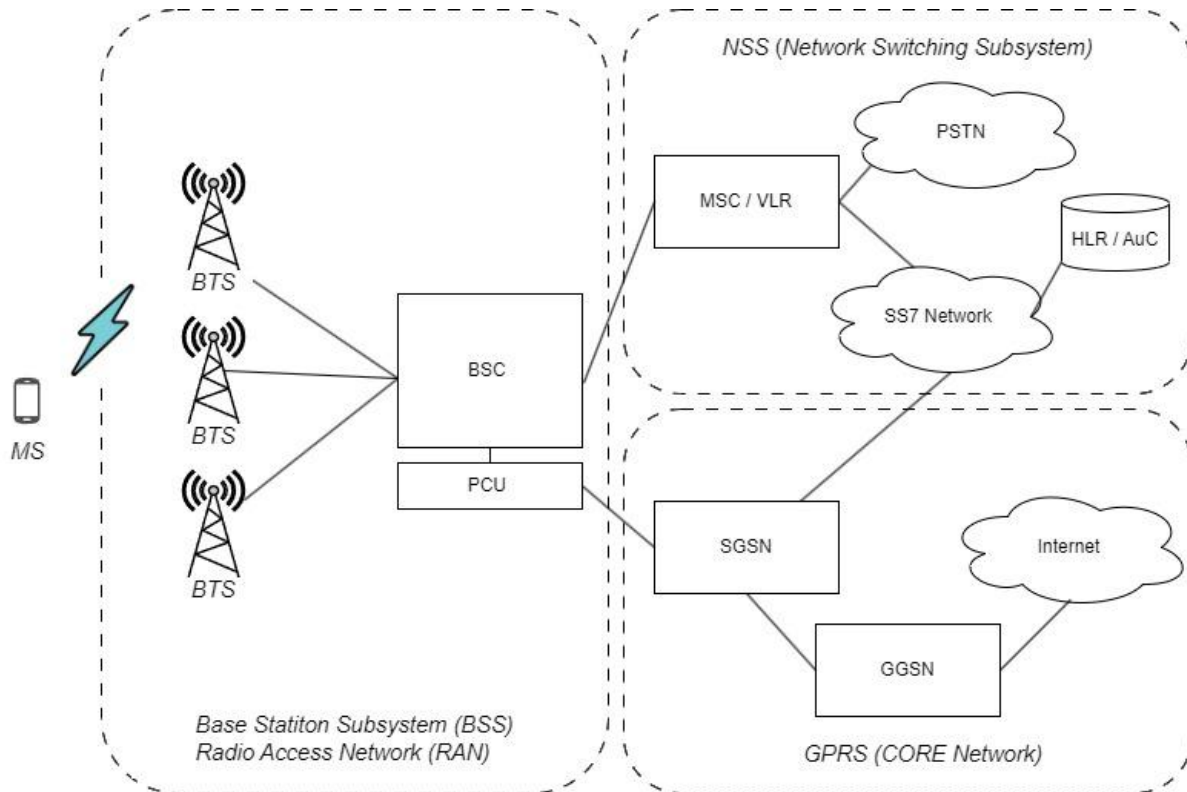 NSS (Network Switching Subsystem)
PSTN
MSC / VLR
HLR / AuC
SS7 Network
BTS
BTS
BTS
MS
BSC
PCU
SGSN
Internet
GGSN
Base Statiton Subsystem (BSS)
Radio Access Network (RAN)
GPRS (CORE Network)